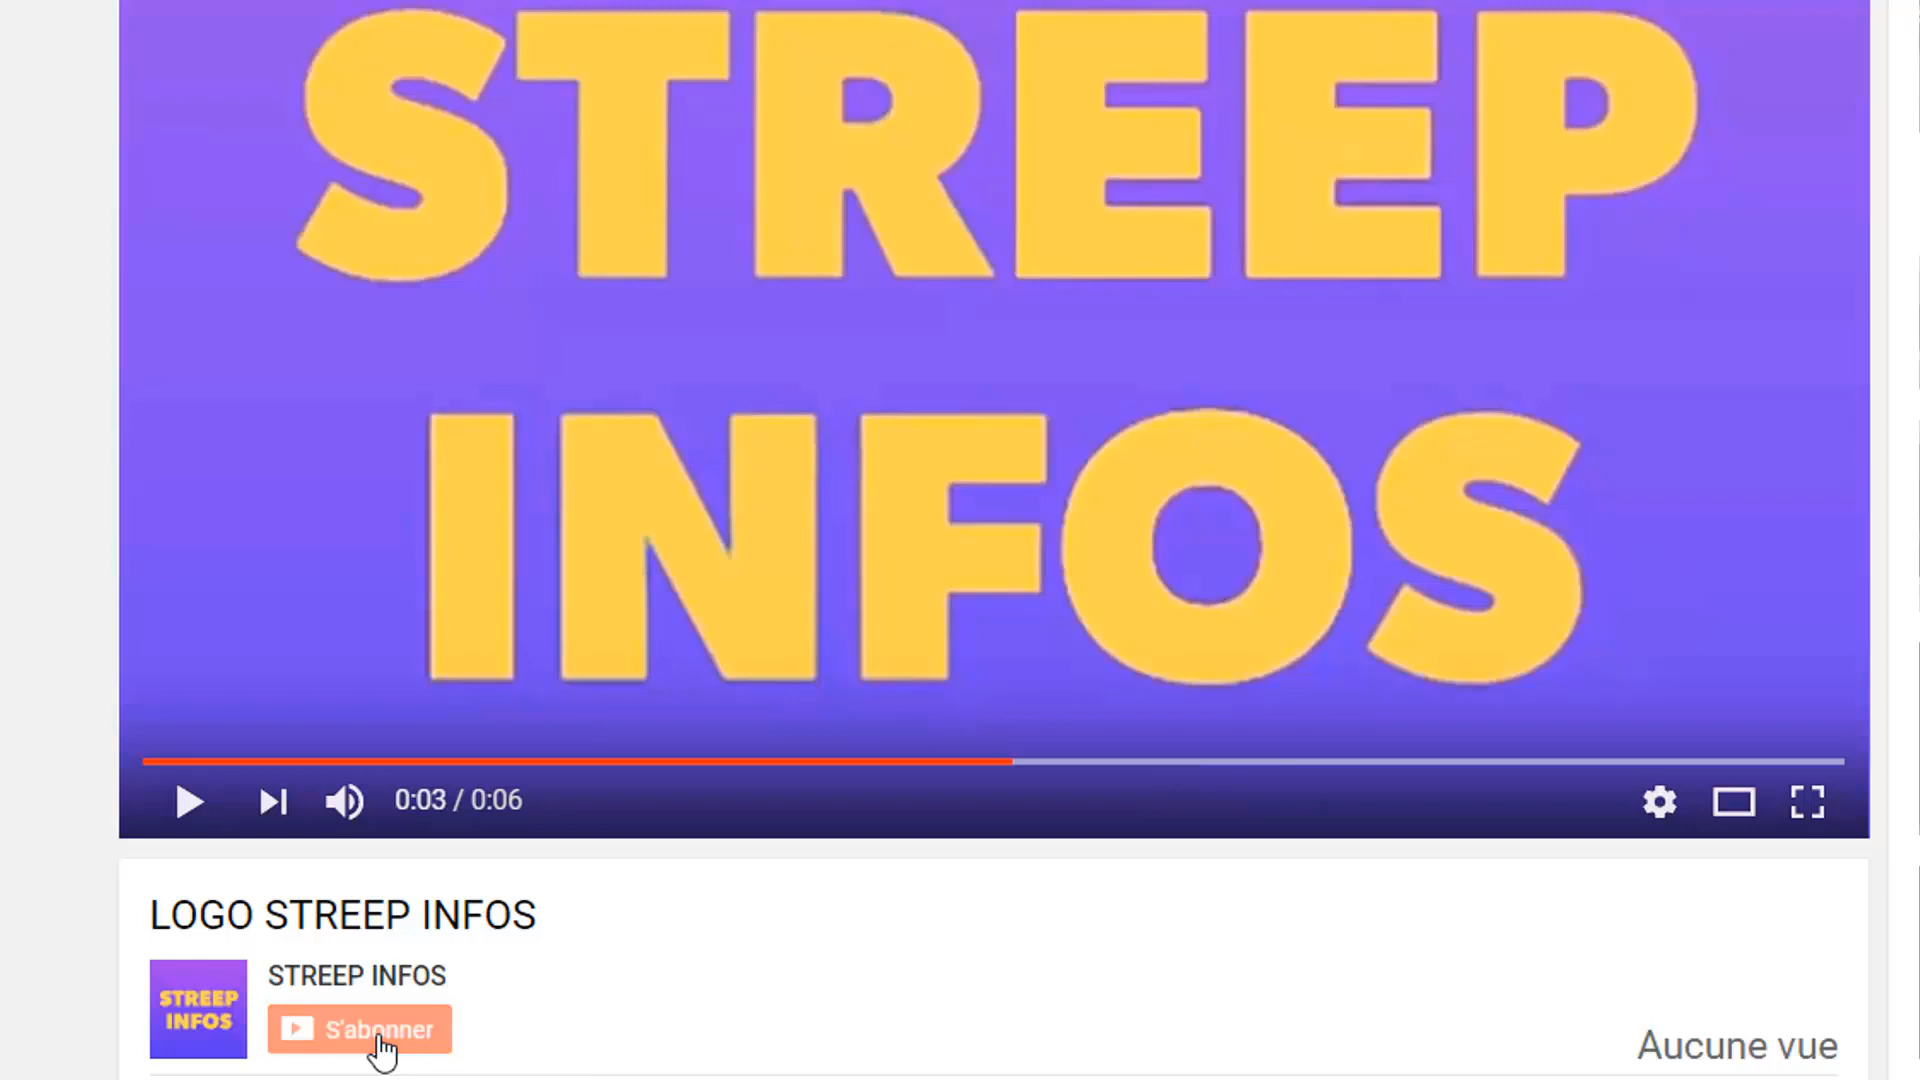 STREEP
INFOS
0:03 / 0:06
LOGO STREEP INFOS
STREEP INFOS
STREEP
INFOS
S'abonner
Aucune vue